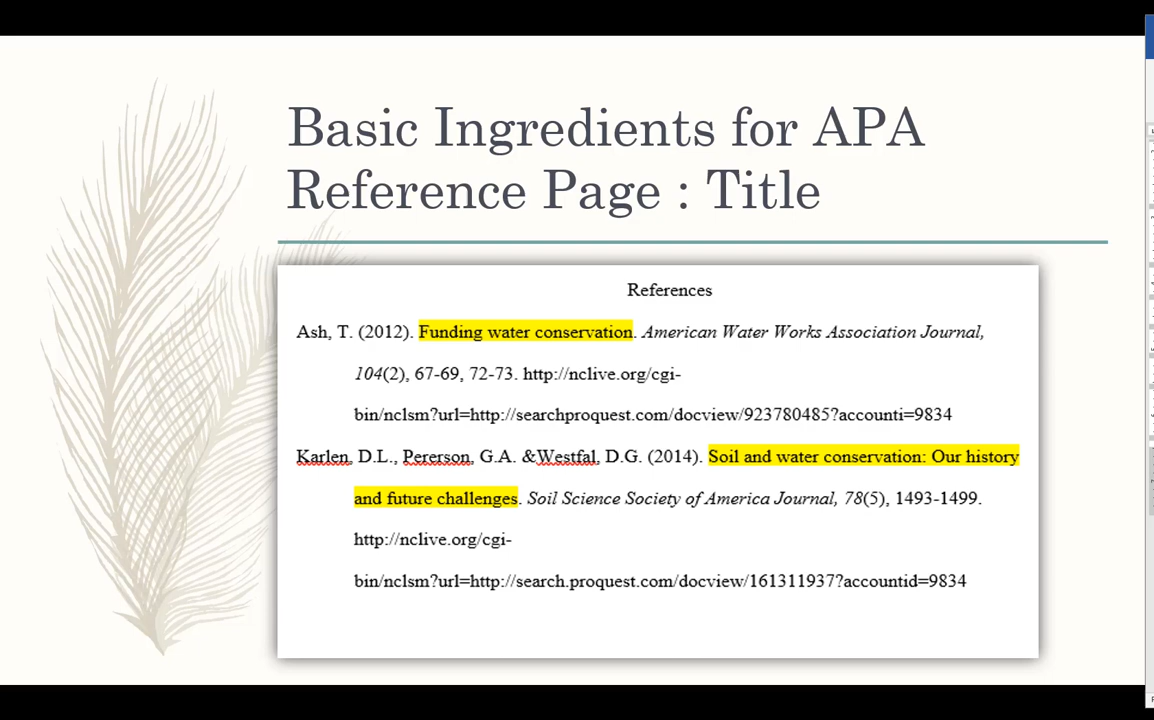 Basic Ingredients for APA
Reference Page : Title
References
Ash, T. (2012). Funding water conservation. American Water Works Association Journal,
104(2), 67-69, 72-73. http://nclive.org/cgi-
bin/nclsm?url=http://searchproquest.com/docview/923780485?accounti=9834
Karlen, D.L., Pererson, G.A. &Westfal, D.G. (2014). Soil and water conservation: Our history
and future challenges. Soil Science Society of America Journal, 78(5), 1493-1499.
http://nclive.org/cgi-
bin/nclsm?url=http://search.proquest.com/docview/161311937?accountid=9834